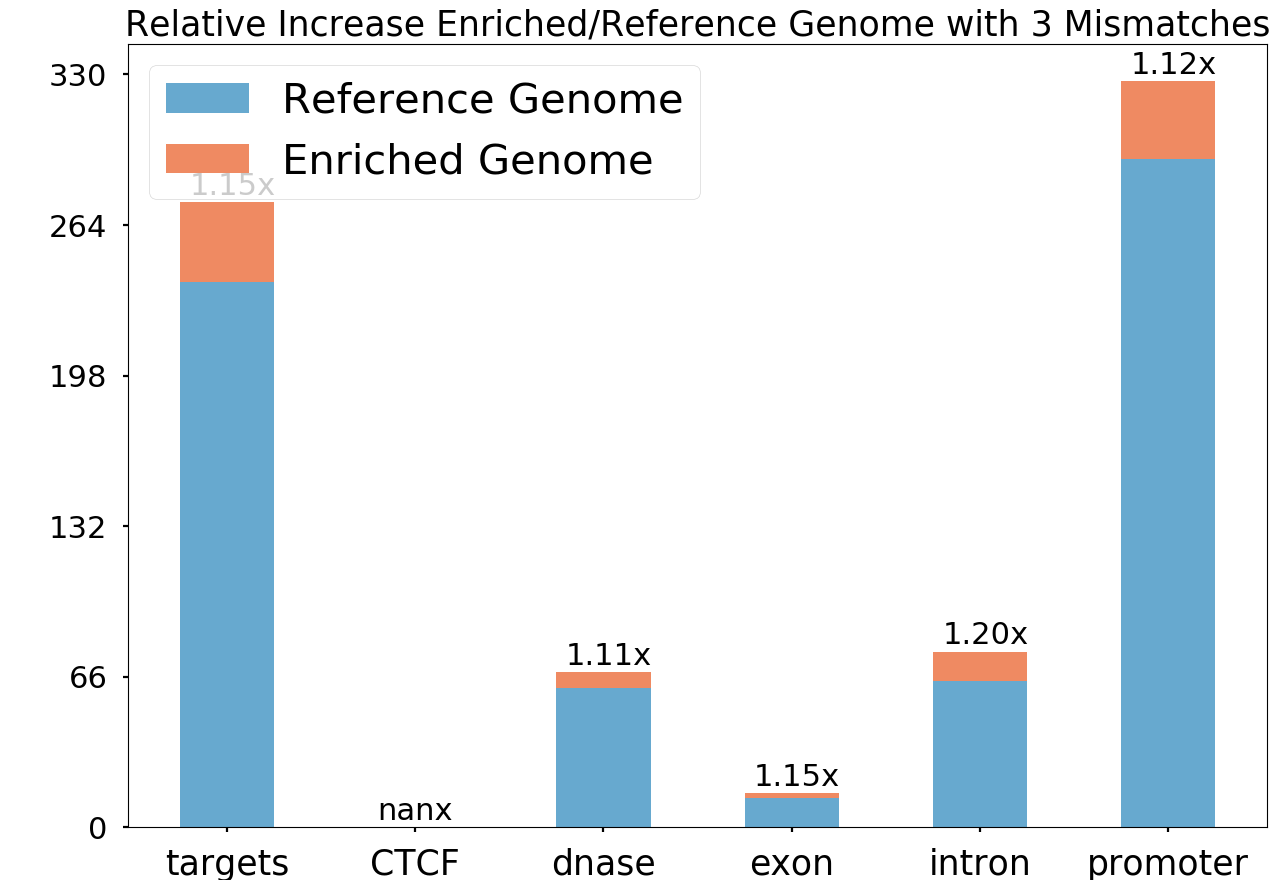 Relative Increase Enriched/Reference Genome with 3 Mismatches
330
264
198
132
66
0
Reference Genome
Enriched Genome
1.15x
nanx
1.11x
1.15x
1.20x
1.12x
targets CTCF dnase exon intron promoter